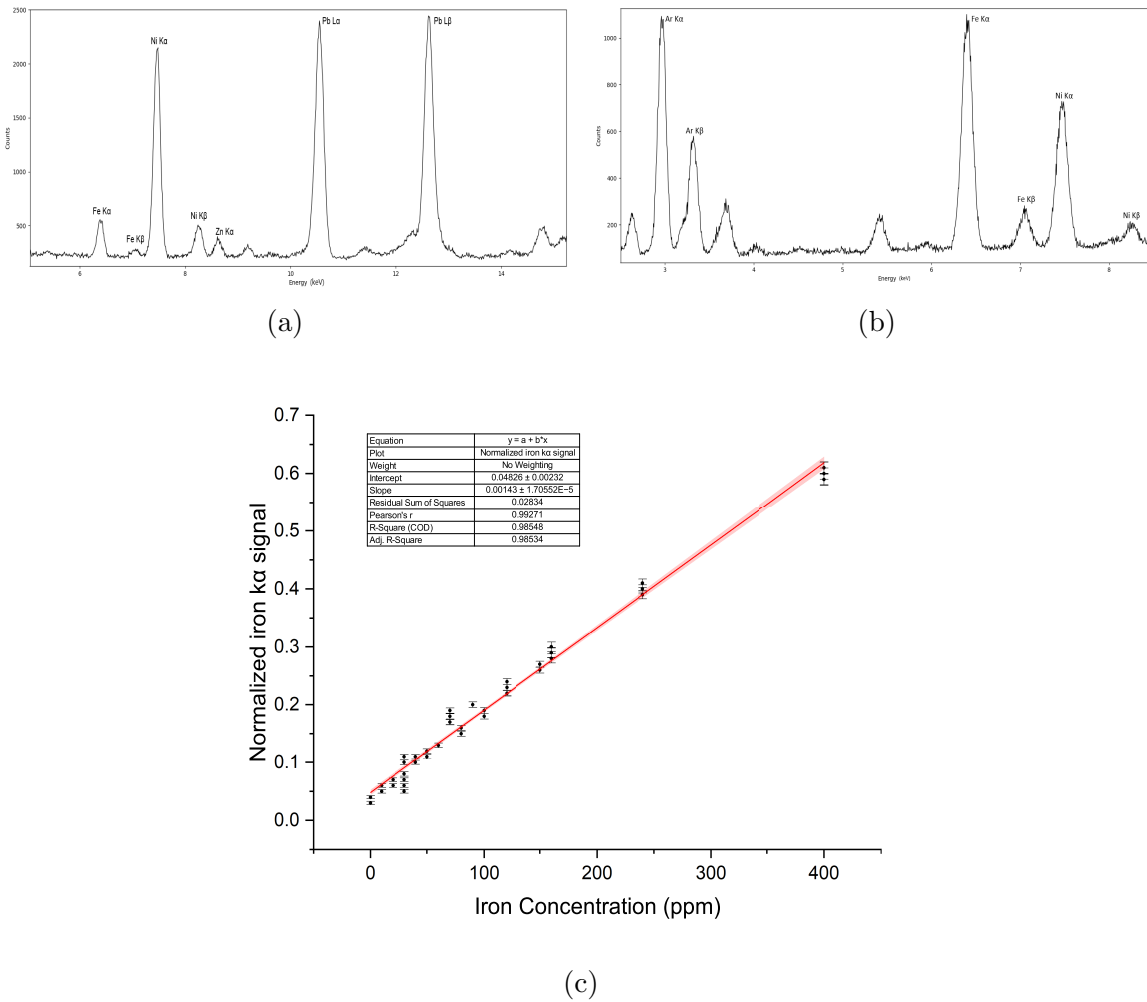 2500
1500
2500
1500
500
Counts
Fe Kα
Fe Kβ
Ni Kα
Ni Kβ
Zn Kα
Pb Lα
Pb Lβ
6
8
10
12
14
Energy (keV)
(a)
1000
800
600
400
200
Counts
Ar Kα
Ar Kβ
Fe Kα
Fe Kβ
Ni Kα
Ni Kβ
3
4
5
6
7
8
Energy (keV)
(b)
0.7
0.6
0.5
0.4
0.3
0.2
0.1
0.0
Normalized iron kα signal
Equation y = a + b*x
Plot Normalized iron kα signal
Weight No Weighting
Intercept 0.04826 ± 0.00232
Slope 0.00143 ± 1.70552E−5
Residual Sum of Squares 0.02834
Pearson's r 0.99271
R-Square (COD) 0.98548
Adj. R-Square 0.98534
0
100
200
300
400
Iron Concentration (ppm)
(c)